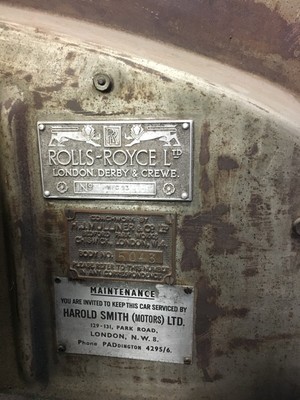 ROLLS-ROYCE LTD
LONDON, DERBY & CREWE.
COACHWORK BY
H.J. MULLINER & CO. LTD
CHISWICK, LONDON, W.4.
BODY NO.
MAINTENANCE
YOU ARE INVITED TO KEEP THIS CAR SERVICED BY
HAROLD SMITH (MOTORS) LTD.
129-131, PARK ROAD,
LONDON, N.W. 8.
Phone PADDINGTON 4295/6.